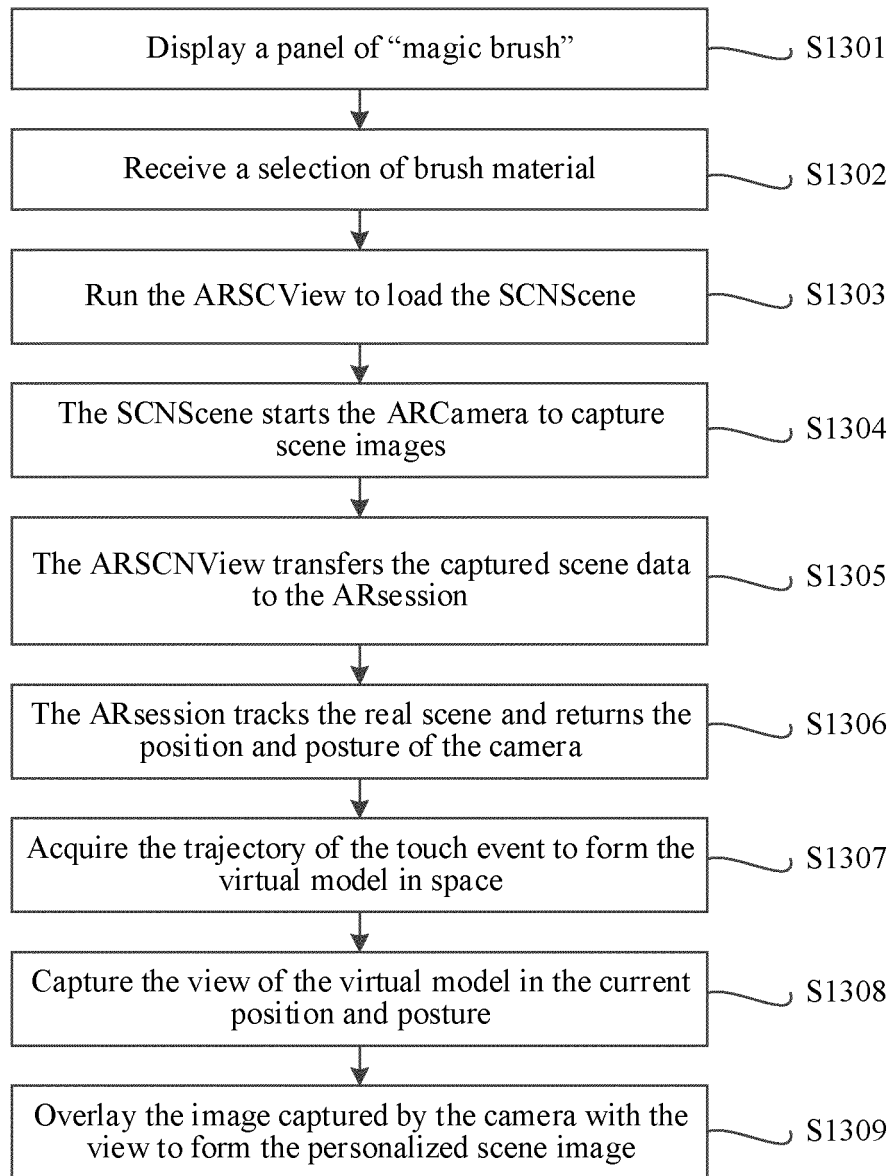 Display a panel of “magic brush”
S1301
Receive a selection of brush material
S1302
Run the ARSCView to load the SCNScene
S1303
The SCNScene starts the ARCamera to capture
scene images
S1304
The ARSCNView transfers the captured scene data
to the ARsession
S1305
The ARsession tracks the real scene and returns the
position and posture of the camera
S1306
Acquire the trajectory of the touch event to form the
virtual model in space
S1307
Capture the view of the virtual model in the current
position and posture
S1308
Overlay the image captured by the camera with the
view to form the personalized scene image
S1309